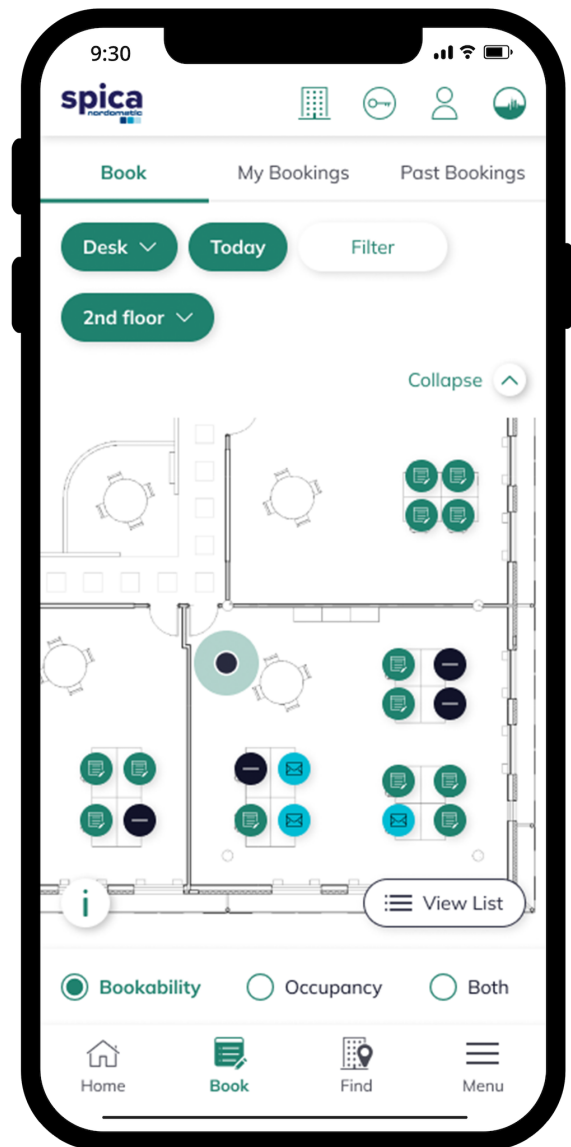 9:30
spica
nordomatic
Book My Bookings Past Bookings
Desk Today Filter
2nd floor
Collapse
i
View List
Bookability Occupancy Both
Home Book Find Menu